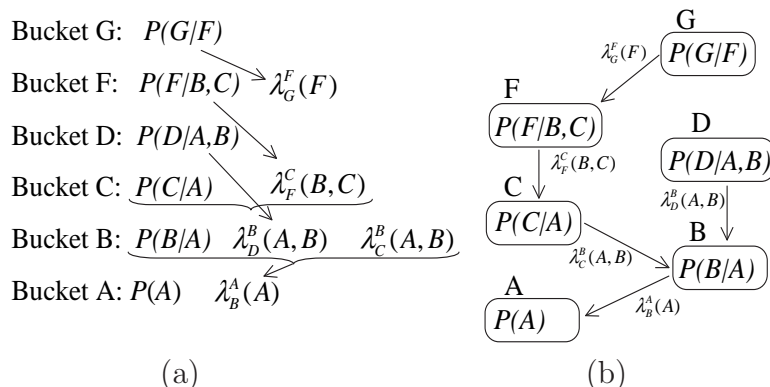 Bucket G: P(G/F)
Bucket F: P(F/B,C) λ_G^F(F)
Bucket D: P(D/A,B)
Bucket C: P(C/A) λ_F^C(B,C)
Bucket B: P(B/A) λ_D^B(A,B) λ_C^B(A,B)
Bucket A: P(A) λ_B^A(A)
(a)
G
P(G/F)
λ_G^F(F)
F
P(F/B,C)
D
P(D/A,B)
λ_F^C(B,C)
C
P(C/A)
λ_D^B(A,B)
B
P(B/A)
λ_C^B(A,B)
A
P(A)
λ_B^A(A)
(b)